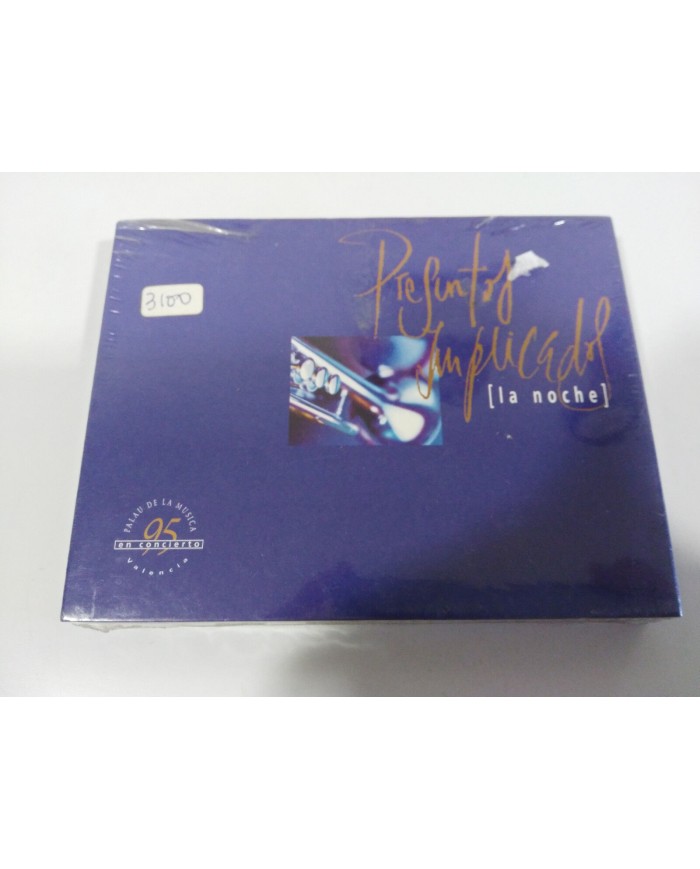 Presuntos
Implicados
[la noche]
3100
PALAU DE LA MUSICA
95
en concierto
Valencia